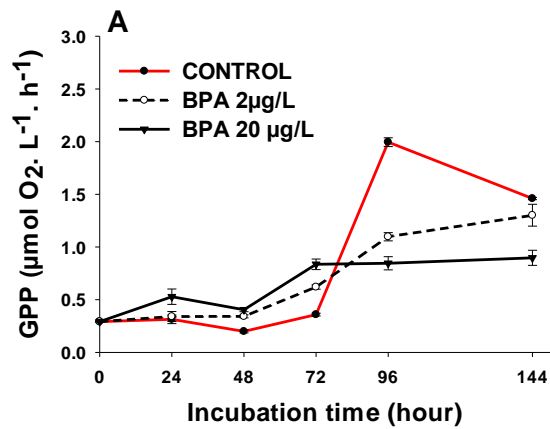 A
3.0
2.5
2.0
1.5
1.0
0.5
0.0
GPP (µmol O₂. L⁻¹. h⁻¹)
CONTROL
BPA 2µg/L
BPA 20 µg/L
0 24 48 72 96 144
Incubation time (hour)